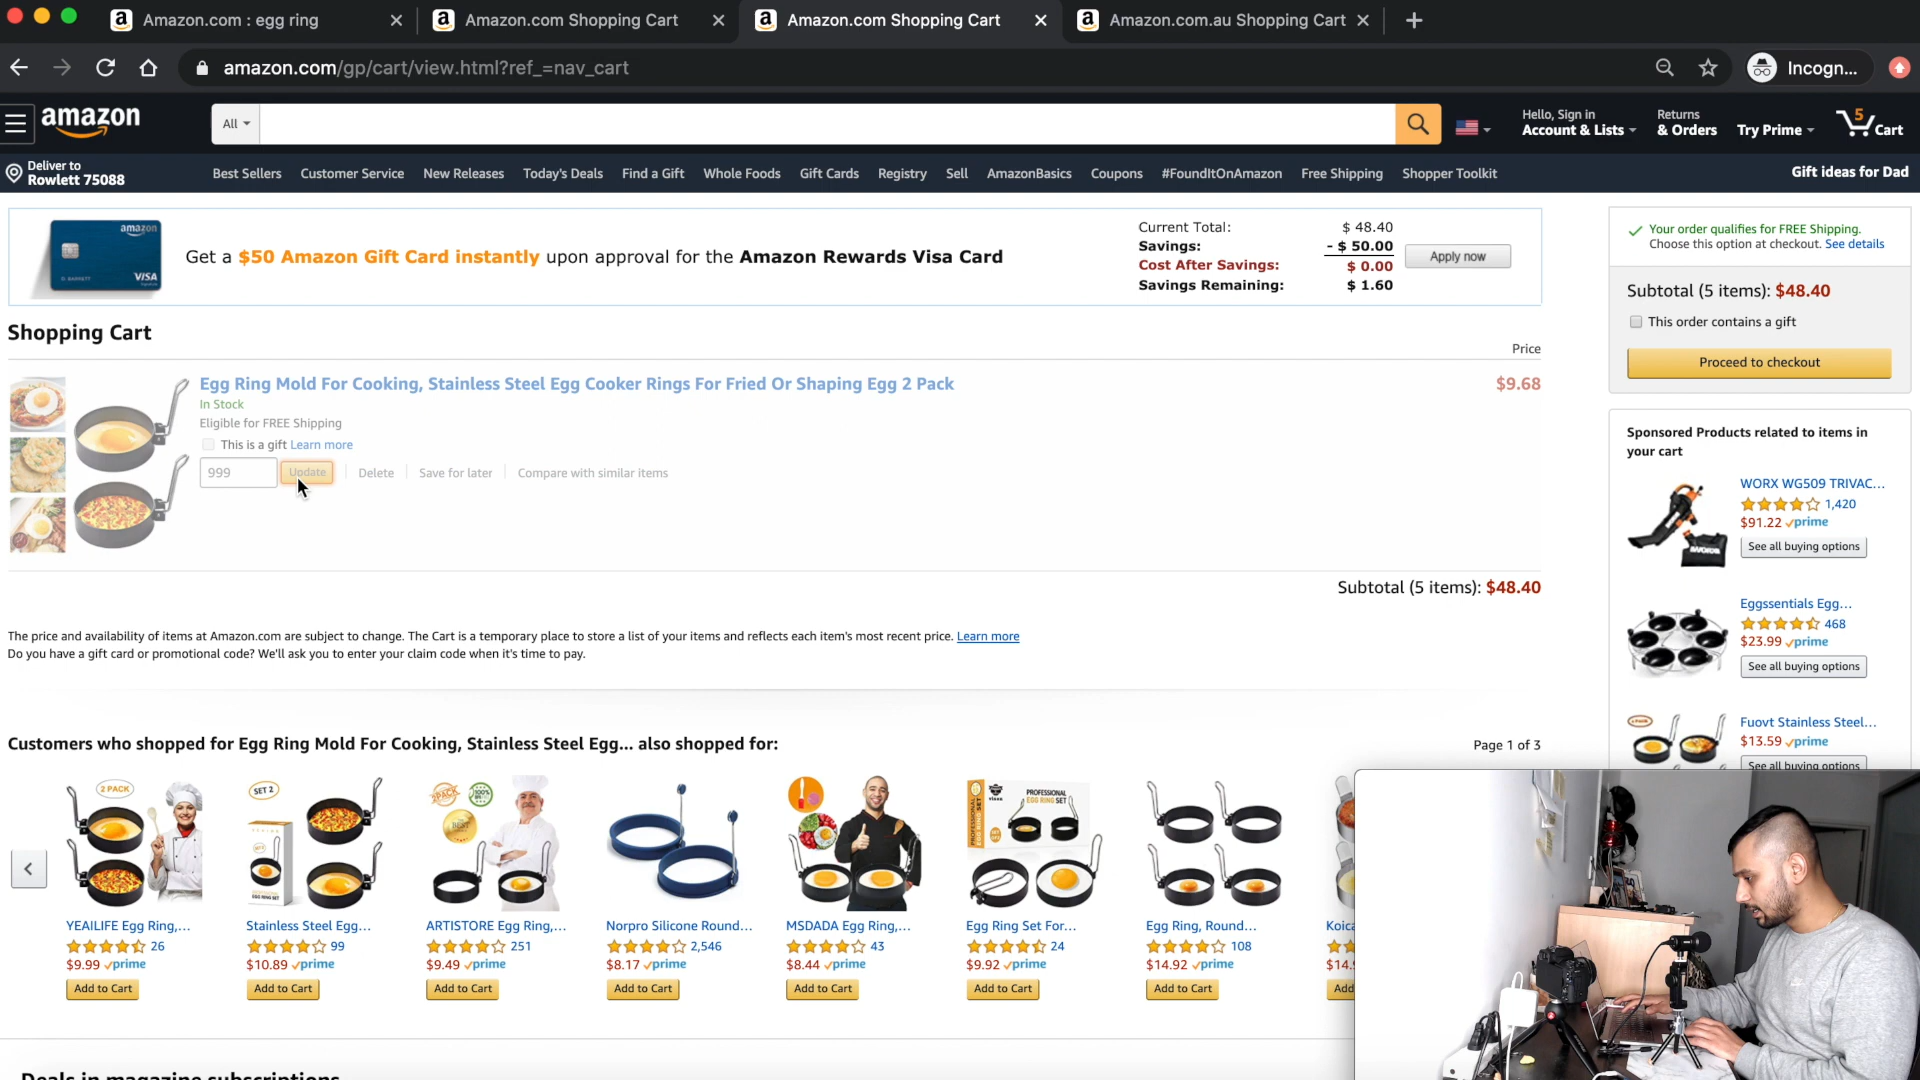 Amazon.com : egg ring
Amazon.com Shopping Cart
Amazon.com Shopping Cart
Amazon.com.au Shopping Cart
amazon.com/gp/cart/view.html?ref_=nav_cart
Incogn...
amazon
All
Hello, Sign in
Account & Lists
Returns
& Orders
Try Prime
5
Cart
Deliver to
Rowlett 75088
Best Sellers Customer Service New Releases Today's Deals Find a Gift Whole Foods Gift Cards Registry Sell AmazonBasics Coupons #FoundItOnAmazon Free Shipping Shopper Toolkit
Gift ideas for Dad
amazon
VISA
Get a $50 Amazon Gift Card instantly upon approval for the Amazon Rewards Visa Card
Current Total: $ 48.40
Savings: - $ 50.00
Cost After Savings: $ 0.00
Savings Remaining: $ 1.60
Apply now
Your order qualifies for FREE Shipping.
Choose this option at checkout. See details
Subtotal (5 items): $48.40
This order contains a gift
Proceed to checkout
Shopping Cart
Price
Egg Ring Mold For Cooking, Stainless Steel Egg Cooker Rings For Fried Or Shaping Egg 2 Pack
$9.68
In Stock
Eligible for FREE Shipping
This is a gift Learn more
999 Update Delete Save for later Compare with similar items
Subtotal (5 items): $48.40
The price and availability of items at Amazon.com are subject to change. The Cart is a temporary place to store a list of your items and reflects each item's most recent price. Learn more
Do you have a gift card or promotional code? We'll ask you to enter your claim code when it's time to pay.
Sponsored Products related to items in
your cart
WORX WG509 TRIVAC...
1,420
$91.22 prime
See all buying options
Eggssentials Egg...
468
$23.99 prime
See all buying options
Fuovt Stainless Steel...
$13.59 prime
See all buying options
Customers who shopped for Egg Ring Mold For Cooking, Stainless Steel Egg... also shopped for:
Page 1 of 3
2 PACK
YEAILIFE Egg Ring,...
26
$9.99 prime
Add to Cart
SET 2
EGG RING SET
Stainless Steel Egg...
99
$10.89 prime
Add to Cart
ARTISTORE Egg Ring,...
251
$9.49 prime
Add to Cart
Norpro Silicone Round...
2,546
$8.17 prime
Add to Cart
MSDADA Egg Ring,...
43
$8.44 prime
Add to Cart
PROFESSIONAL
EGG RING SET
Egg Ring Set For...
24
$9.92 prime
Add to Cart
Egg Ring, Round...
108
$14.92 prime
Add to Cart
Koica
$14.9
Add
Deals in magazine subscriptions